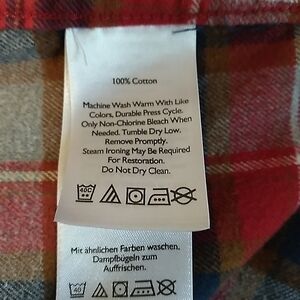 100% Cotton
Machine Wash Warm With Like
Colors, Durable Press Cycle.
Only Non-Chlorine Bleach When
Needed. Tumble Dry Low.
Remove Promptly.
Steam Ironing May Be Required
For Restoration.
Do Not Dry Clean.
40C
Mit ähnlichen Farben waschen.
Dampfbügeln zum
Auffrischen.
40